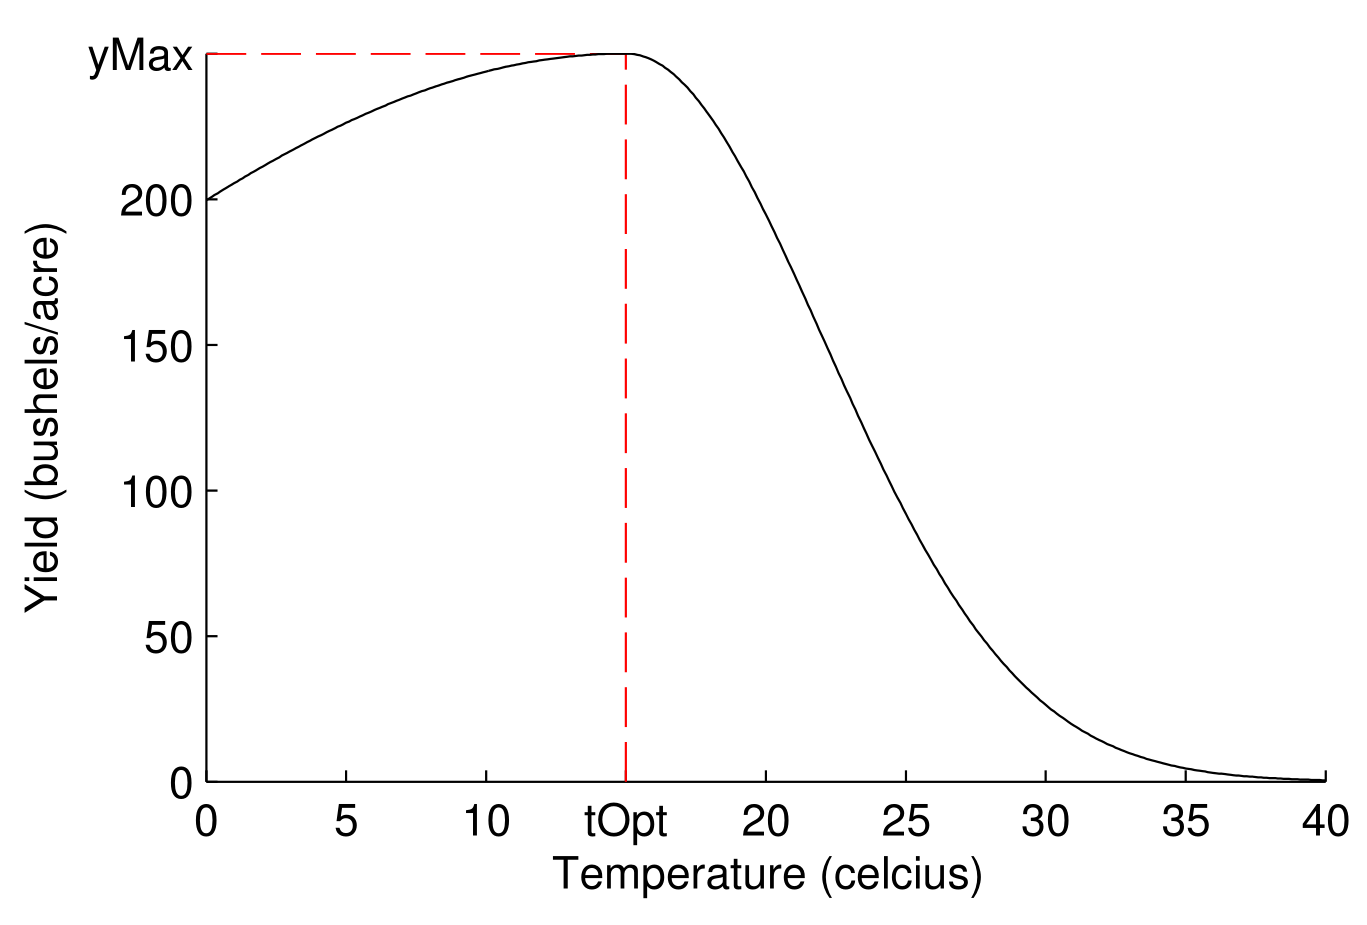 yMax
200
150
100
50
0
Yield (bushels/acre)
0 5 10 tOpt 20 25 30 35 40
Temperature (celcius)